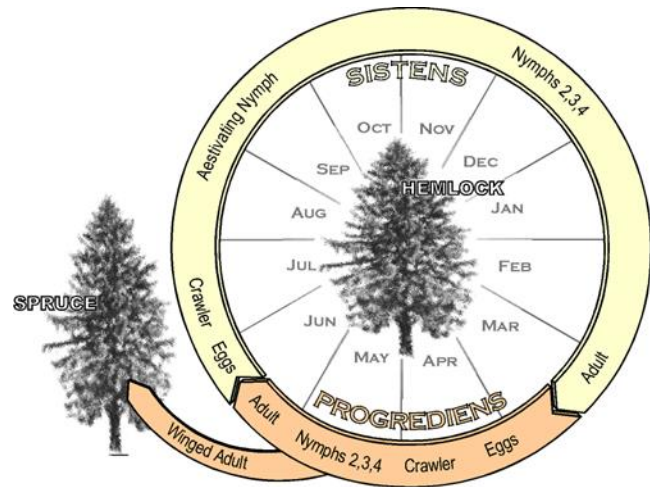 SISTENS
Nymphs 2,3,4
Aestivating Nymph
OCT
NOV
SEP
DEC
HEMLOCK
AUG
JAN
JUL
FEB
Crawler
Eggs
SPRUCE
JUN
MAR
MAY
APR
Adult
PROGREDIENS
Adult
Nymphs 2,3,4
Crawler
Eggs
Winged Adult